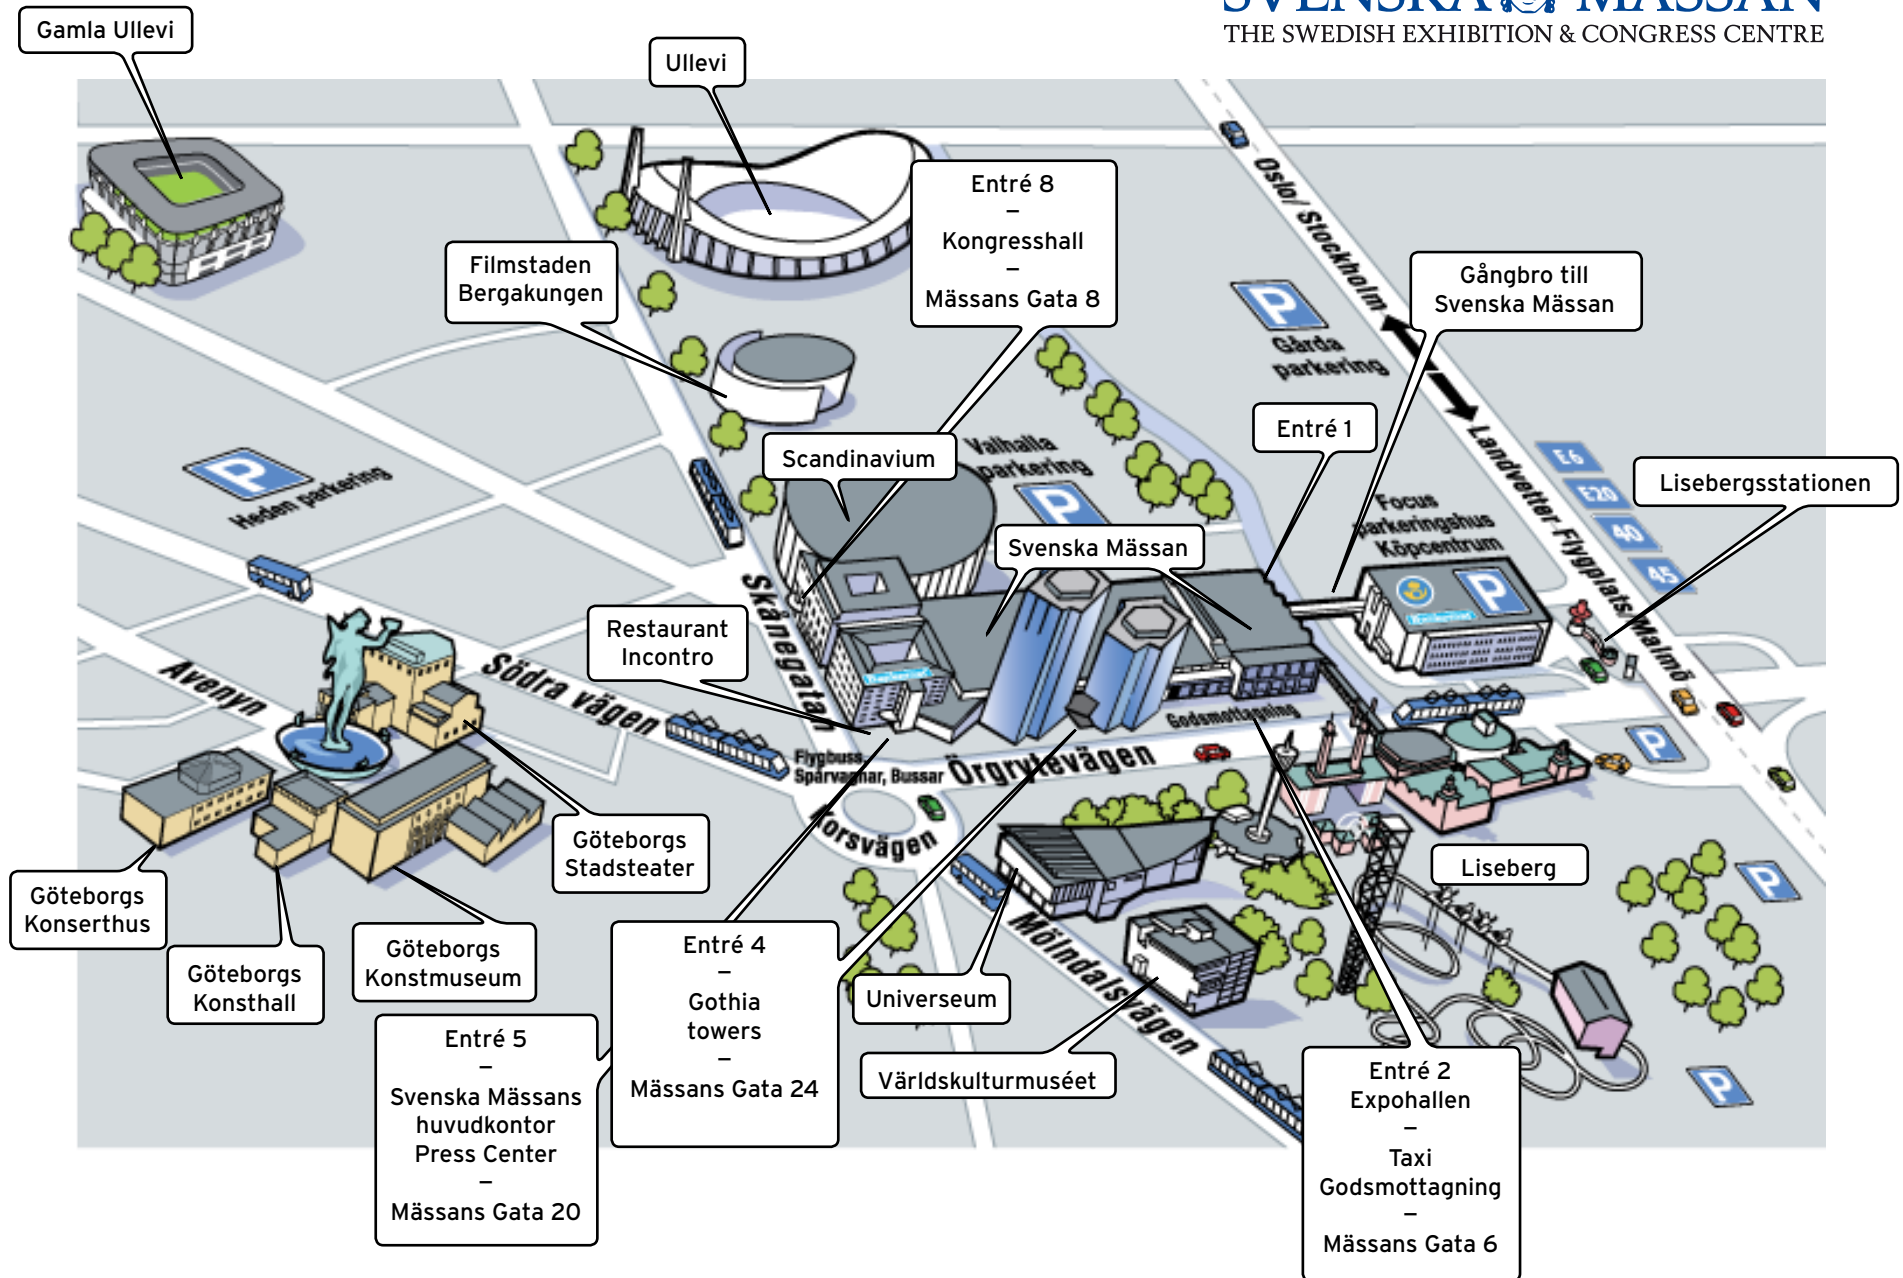 SVENSKA MÄSSAN
THE SWEDISH EXHIBITION & CONGRESS CENTRE
Gamla Ullevi
Ullevi
Entré 8
–
Kongresshall
–
Mässans Gata 8
Oslo/ Stockholm
Filmstaden
Bergakungen
Gångbro till
Svenska Mässan
P
Gårda
parkering
Entré 1
Scandinavium
Valhalla
parkering
P
P
Heden parkering
Landvetter Flygplats/Malmö
E6
E20
40
45
Lisebergsstationen
Focus
parkeringshus
Köpcentrum
P
Svenska Mässan
Skånegatan
Restaurant
Incontro
Avenyn
Södra vägen
Godsmottagning
Flygbuss,
Spårvagnar, Bussar
Örgrytevägen
P
Korsvägen
Göteborgs
Stadsteater
Liseberg
P
Göteborgs
Konserthus
Göteborgs
Konsthall
Göteborgs
Konstmuseum
Entré 4
–
Gothia
towers
–
Mässans Gata 24
Universeum
Mölndalsvägen
Världskulturmuséet
P
Entré 5
–
Svenska Mässans
huvudkontor
Press Center
–
Mässans Gata 20
Entré 2
Expohallen
–
Taxi
Godsmottagning
–
Mässans Gata 6